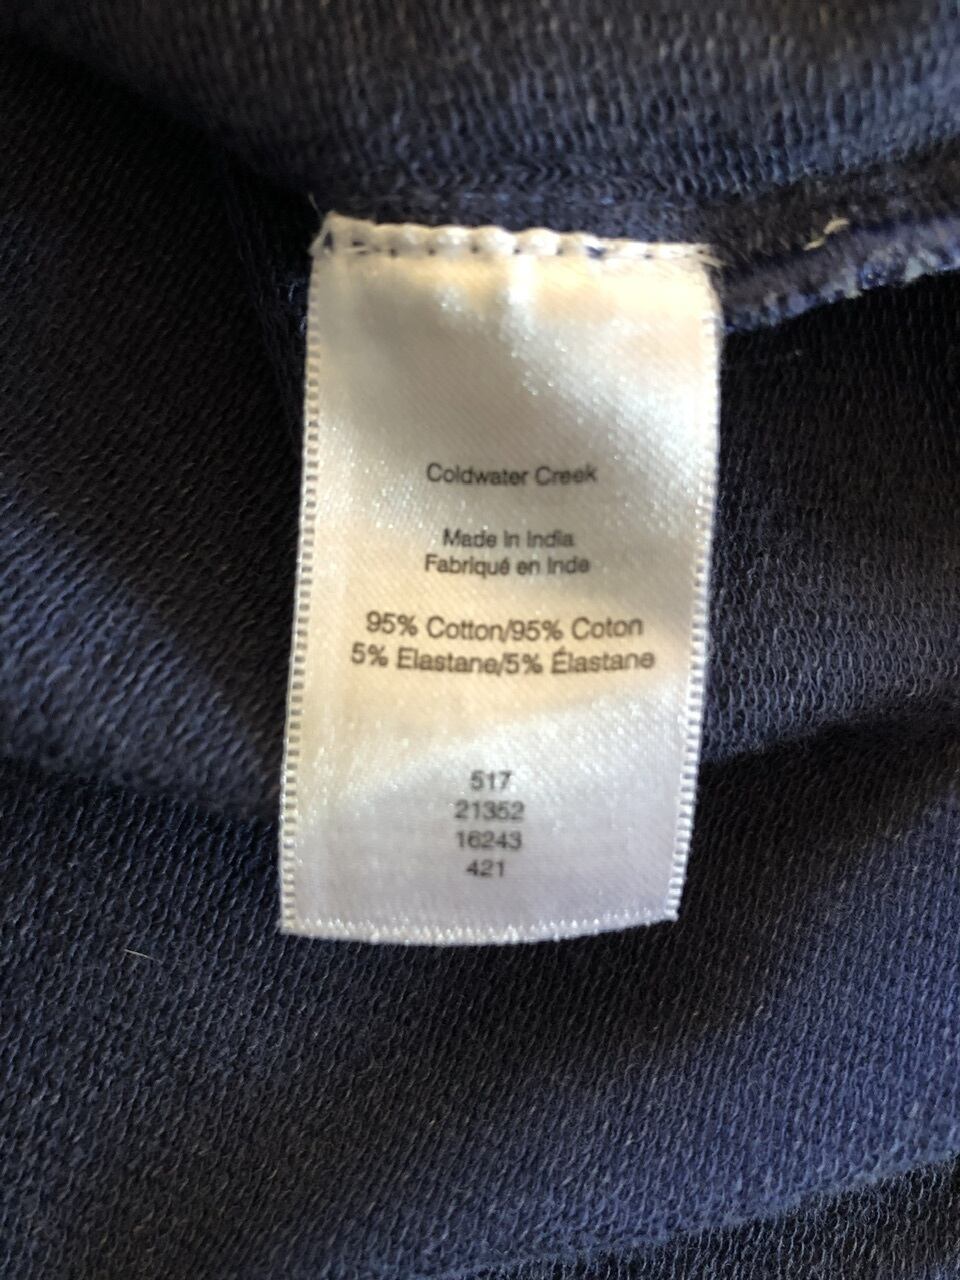 Coldwater Creek
Made In India
Fabriqué en Inde
95% Cotton/95% Coton
5% Elastane/5% Élastane
517
21352
16243
421